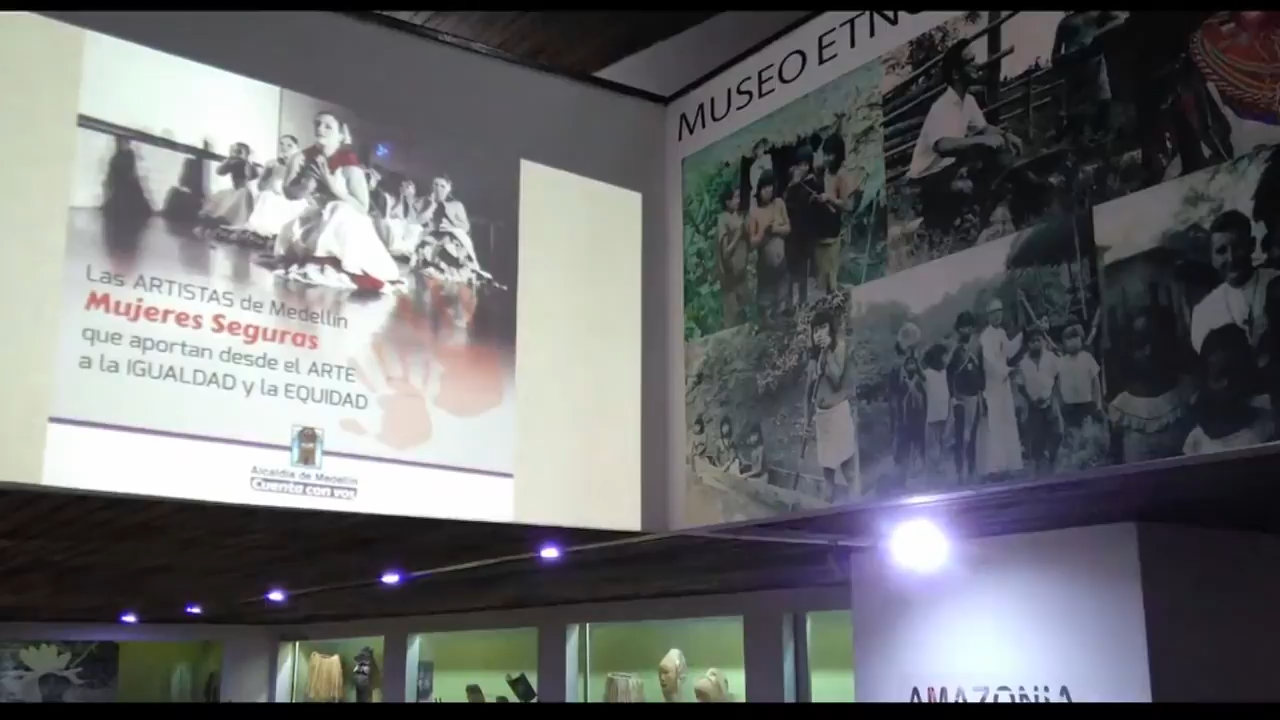 Las ARTISTAS de Medellín
Mujeres Seguras
que aportan desde el ARTE
a la IGUALDAD y la EQUIDAD
Alcaldía de Medellín
Cuenta con vos
MUSEO ETN
AMAZONIA